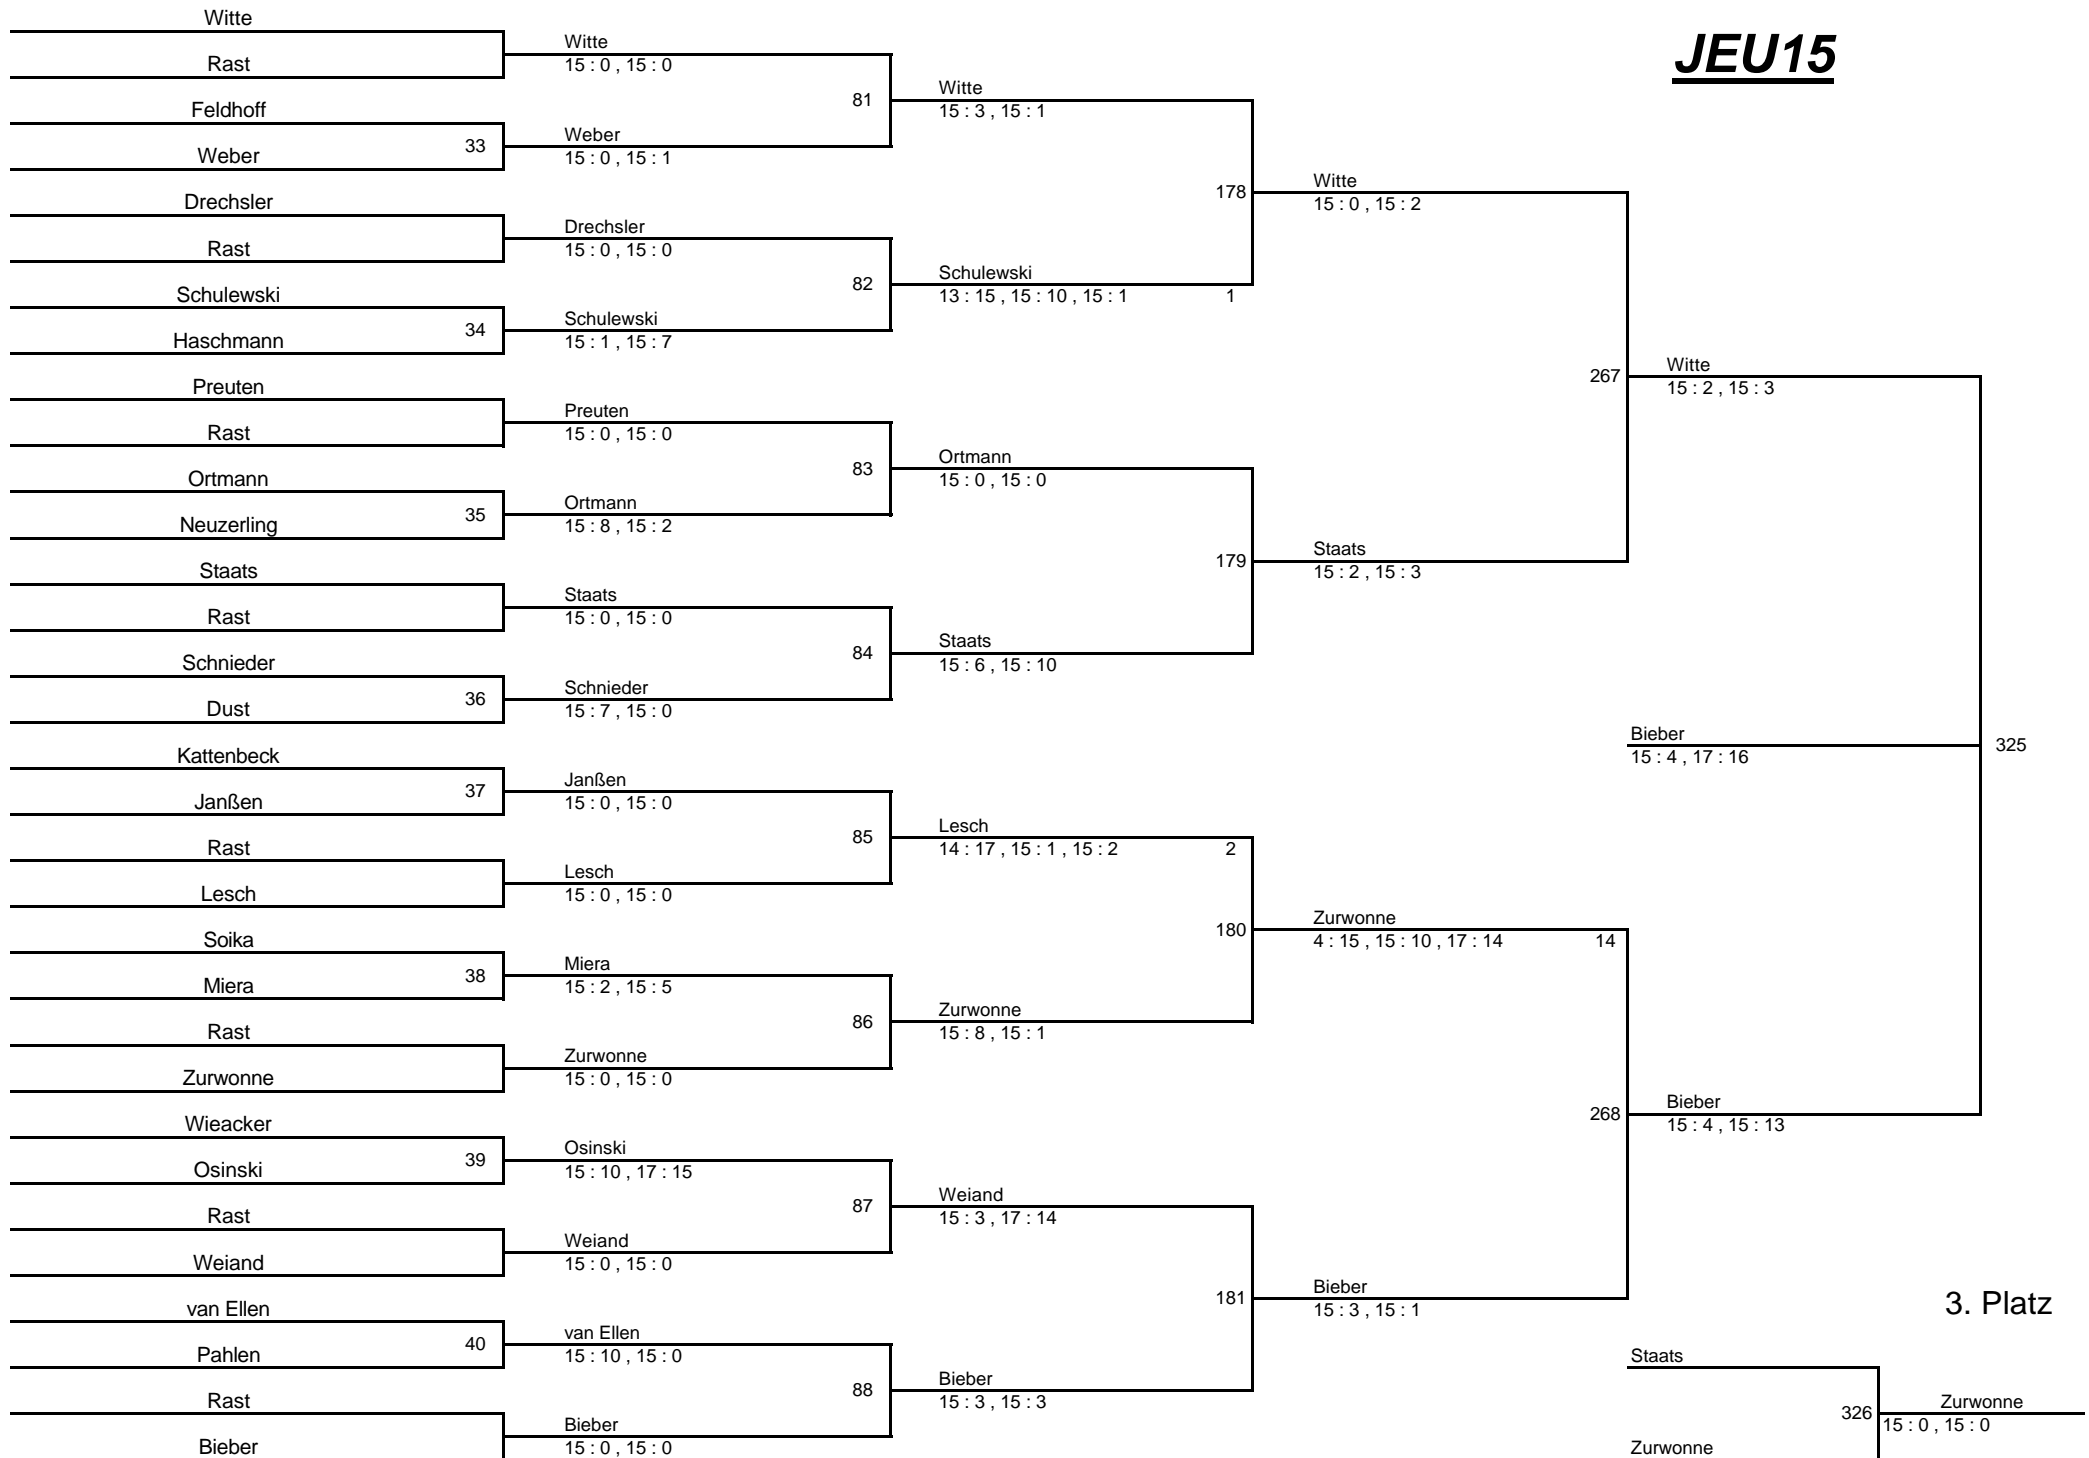 JEU15
Witte
Rast
Feldhoff
33
Weber
Drechsler
Rast
Schulewski
34
Haschmann
Preuten
Rast
Ortmann
35
Neuzerling
Staats
Rast
Schnieder
36
Dust
Kattenbeck
37
Janßen
Rast
Lesch
Soika
38
Miera
Rast
Zurwonne
Wieacker
39
Osinski
Rast
Weiand
van Ellen
40
Pahlen
Rast
Bieber
Witte
15 : 0 , 15 : 0
81
Weber
15 : 0 , 15 : 1
Drechsler
15 : 0 , 15 : 0
82
Schulewski
15 : 1 , 15 : 7
Preuten
15 : 0 , 15 : 0
83
Ortmann
15 : 8 , 15 : 2
Staats
15 : 0 , 15 : 0
84
Schnieder
15 : 7 , 15 : 0
Janßen
15 : 0 , 15 : 0
85
Lesch
15 : 0 , 15 : 0
Miera
15 : 2 , 15 : 5
86
Zurwonne
15 : 0 , 15 : 0
Osinski
15 : 10 , 17 : 15
87
Weiand
15 : 0 , 15 : 0
van Ellen
15 : 10 , 15 : 0
88
Bieber
15 : 0 , 15 : 0
Witte
15 : 3 , 15 : 1
178
Schulewski
13 : 15 , 15 : 10 , 15 : 1 1
Ortmann
15 : 0 , 15 : 0
179
Staats
15 : 6 , 15 : 10
Lesch
14 : 17 , 15 : 1 , 15 : 2 2
180
Zurwonne
15 : 8 , 15 : 1
Weiand
15 : 3 , 17 : 14
181
Bieber
15 : 3 , 15 : 3
Witte
15 : 0 , 15 : 2
267
Staats
15 : 2 , 15 : 3
Zurwonne
4 : 15 , 15 : 10 , 17 : 14 14
268
Bieber
15 : 3 , 15 : 1
Witte
15 : 2 , 15 : 3
Bieber
15 : 4 , 17 : 16
325
Bieber
15 : 4 , 15 : 13
3. Platz
Staats
326
Zurwonne
15 : 0 , 15 : 0
Zurwonne